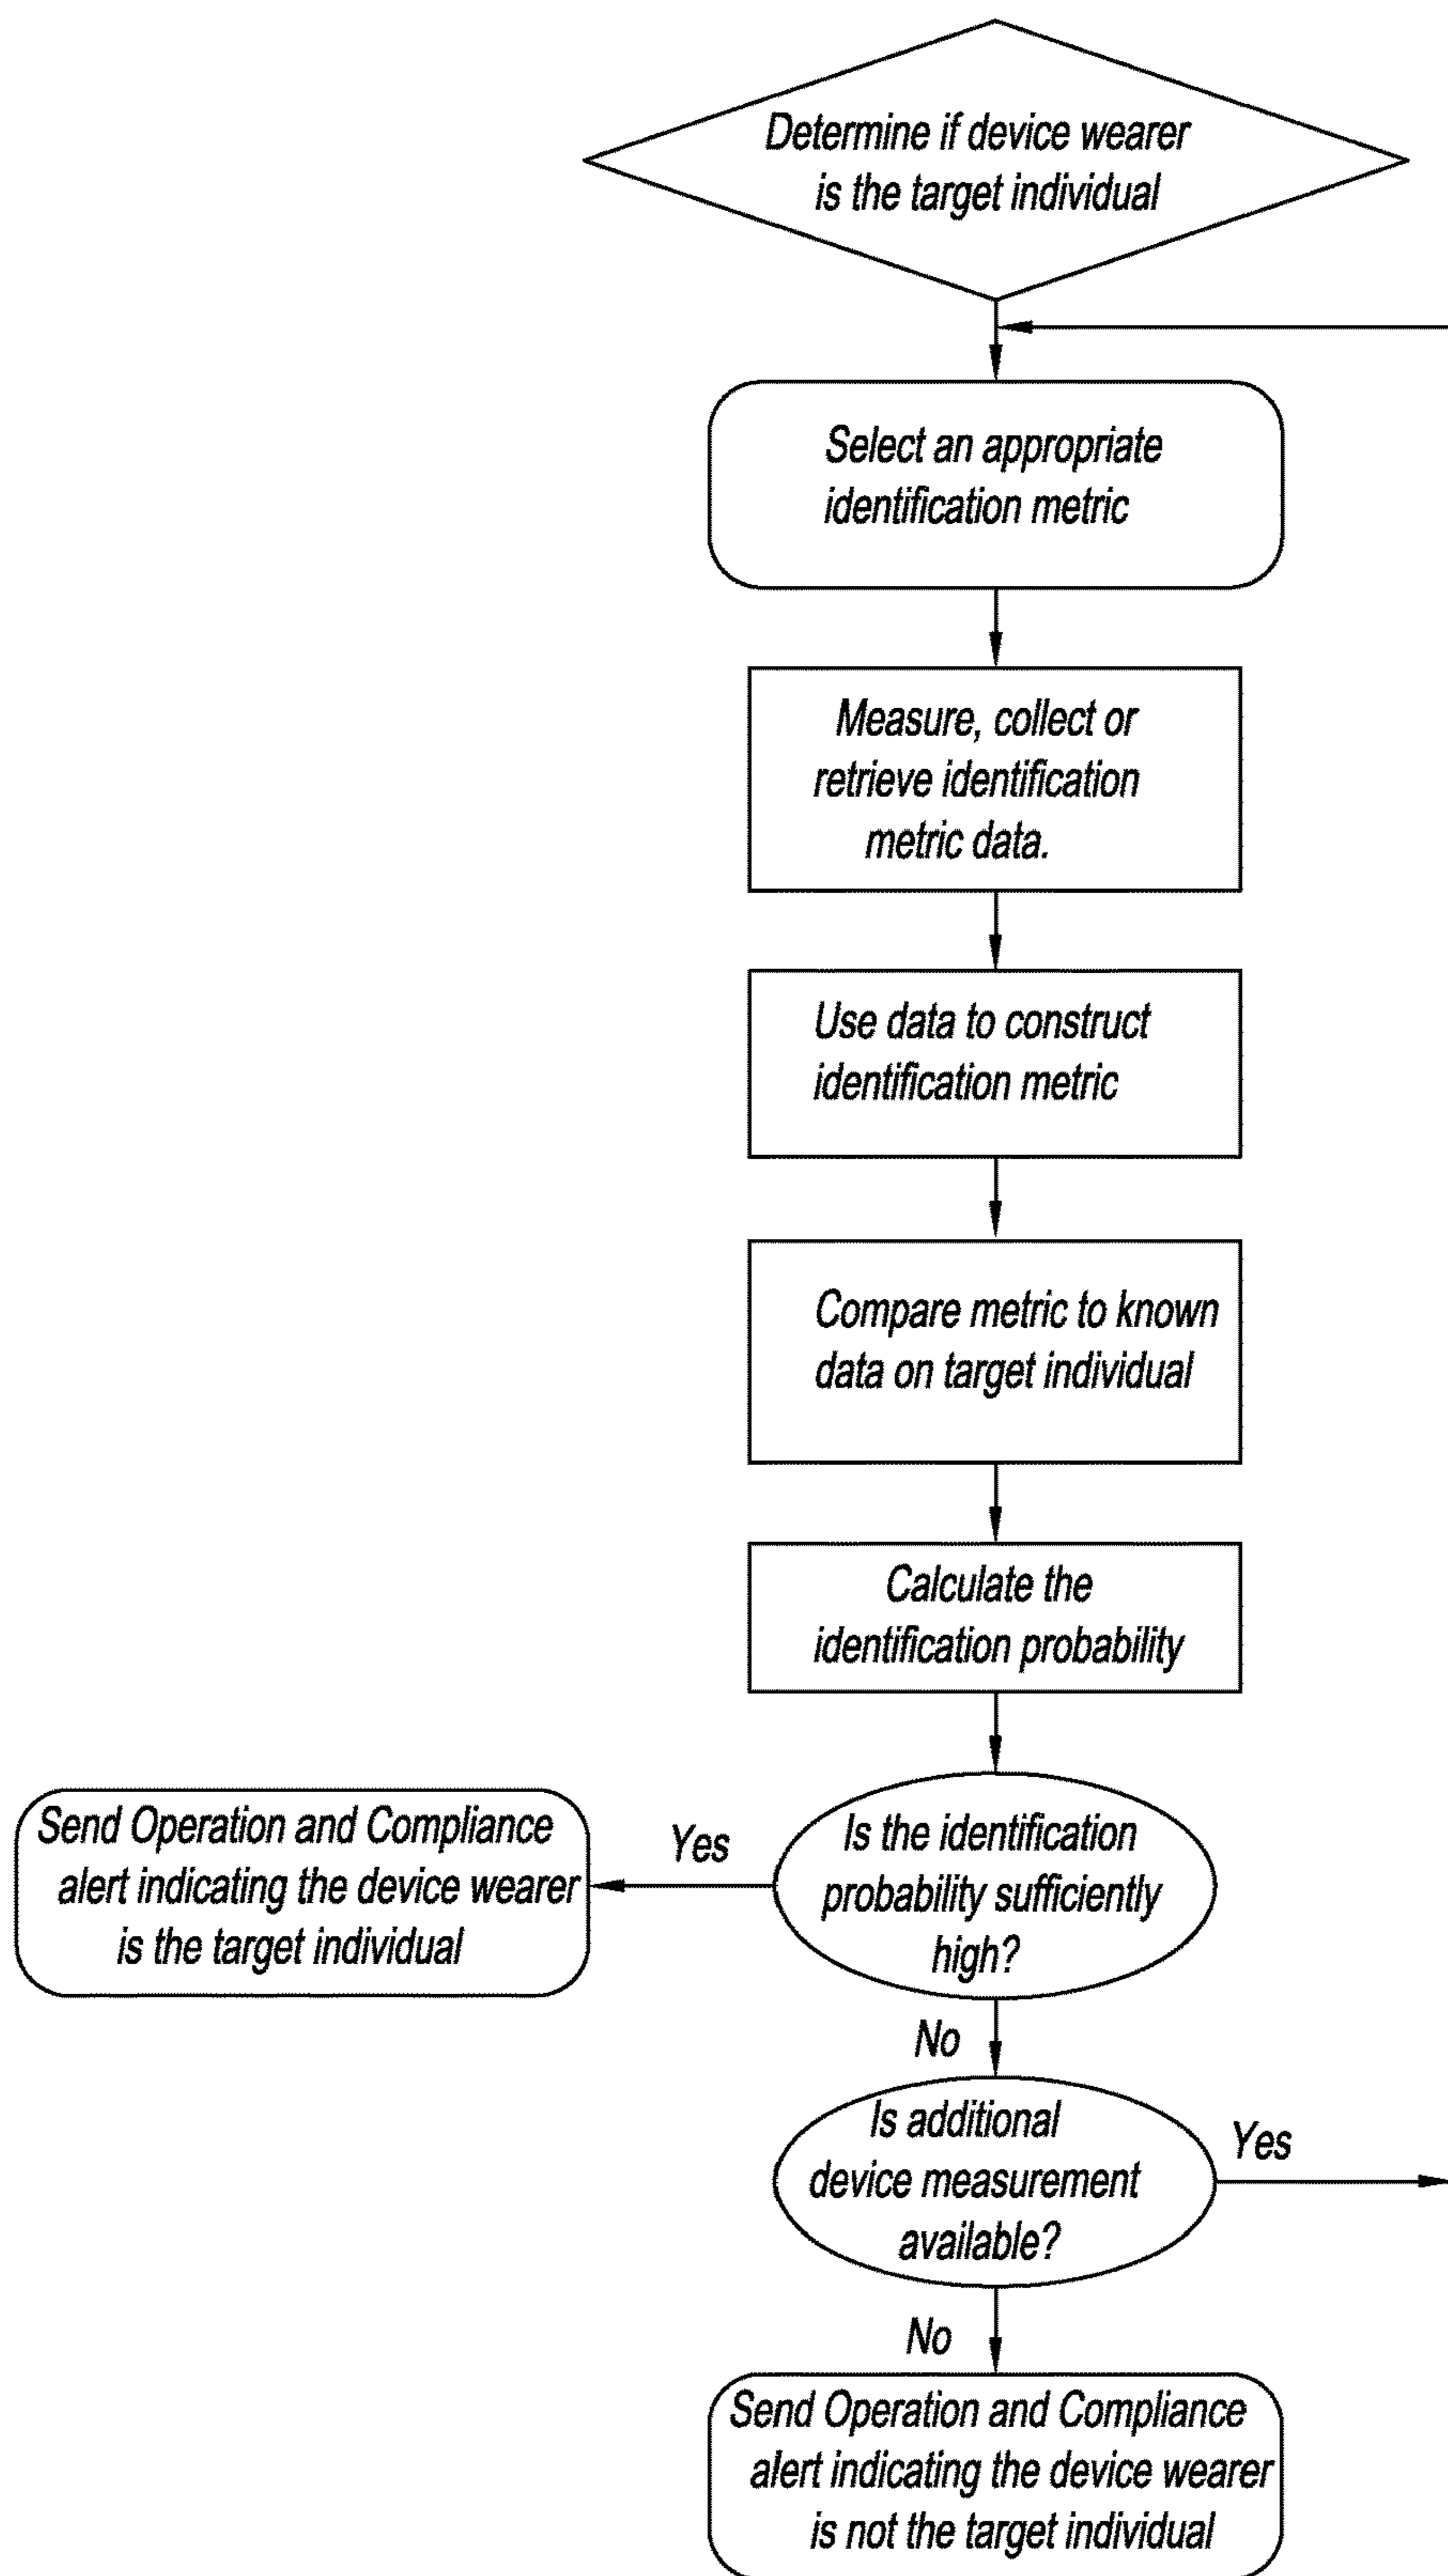 Determine if device wearer
is the target individual
Select an appropriate
identification metric
Measure, collect or
retrieve identification
metric data.
Use data to construct
identification metric
Compare metric to known
data on target individual
Calculate the
identification probability
Is the identification
probability sufficiently
high?
Yes
Send Operation and Compliance
alert indicating the device wearer
is the target individual
No
Is additional
device measurement
available?
Yes
No
Send Operation and Compliance
alert indicating the device wearer
is not the target individual